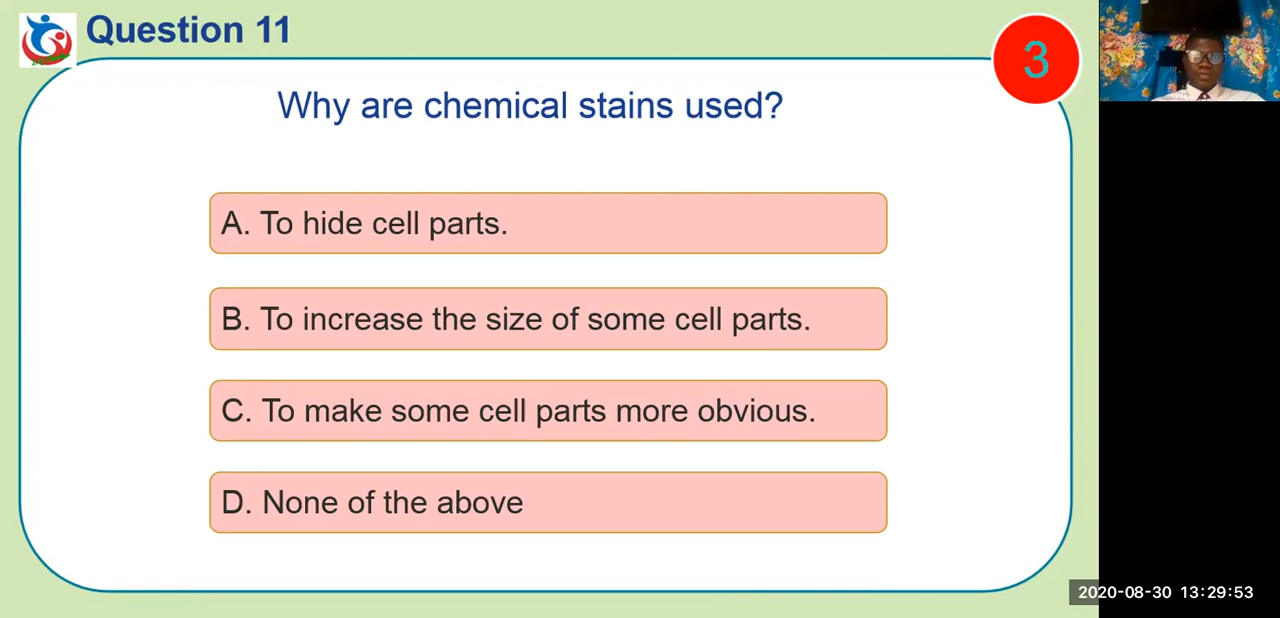 Question 11
3
Why are chemical stains used?
A. To hide cell parts.
B. To increase the size of some cell parts.
C. To make some cell parts more obvious.
D. None of the above
2020-08-30 13:29:53